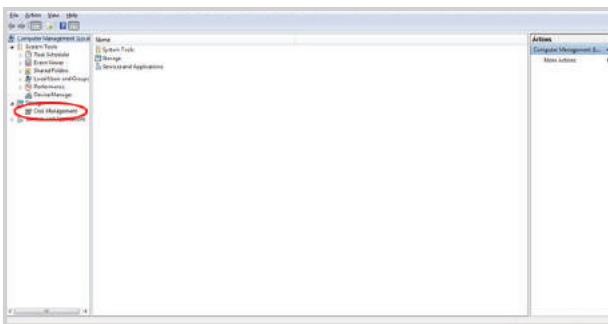 File Action View Help
Computer Management (Local
System Tools
Task Scheduler
Event Viewer
Shared Folders
Local Users and Groups
Performance
Device Manager
Storage
Disk Management
Services and Applications
Name
System Tools
Storage
Services and Applications
Actions
Computer Management (L...
More Actions